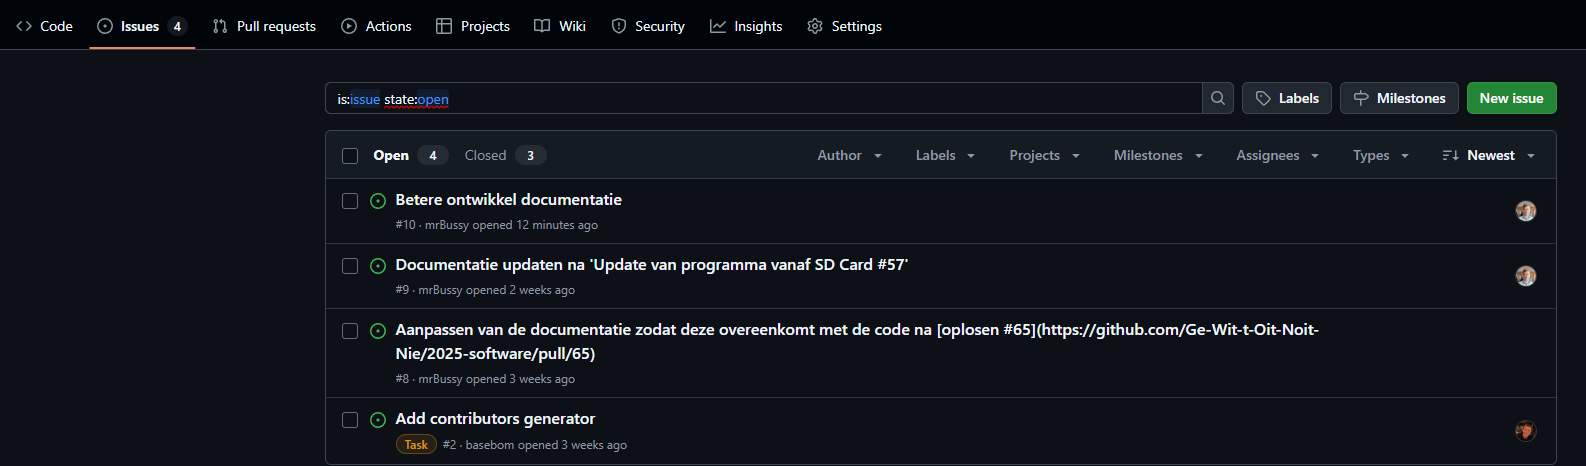 Code Issues 4 Pull requests Actions Projects Wiki Security Insights Settings
is:issue state:open Labels Milestones New issue
Open 4 Closed 3 Author Labels Projects Milestones Assignees Types Newest
Betere ontwikkel documentatie
#10 · mrBussy opened 12 minutes ago
Documentatie updaten na 'Update van programma vanaf SD Card #57'
#9 · mrBussy opened 2 weeks ago
Aanpassen van de documentatie zodat deze overeenkomt met de code na [oplosen #65](https://github.com/Ge-Wit-t-Oit-Noit-
Nie/2025-software/pull/65)
#8 · mrBussy opened 3 weeks ago
Add contributors generator
Task #2 · basebom opened 3 weeks ago